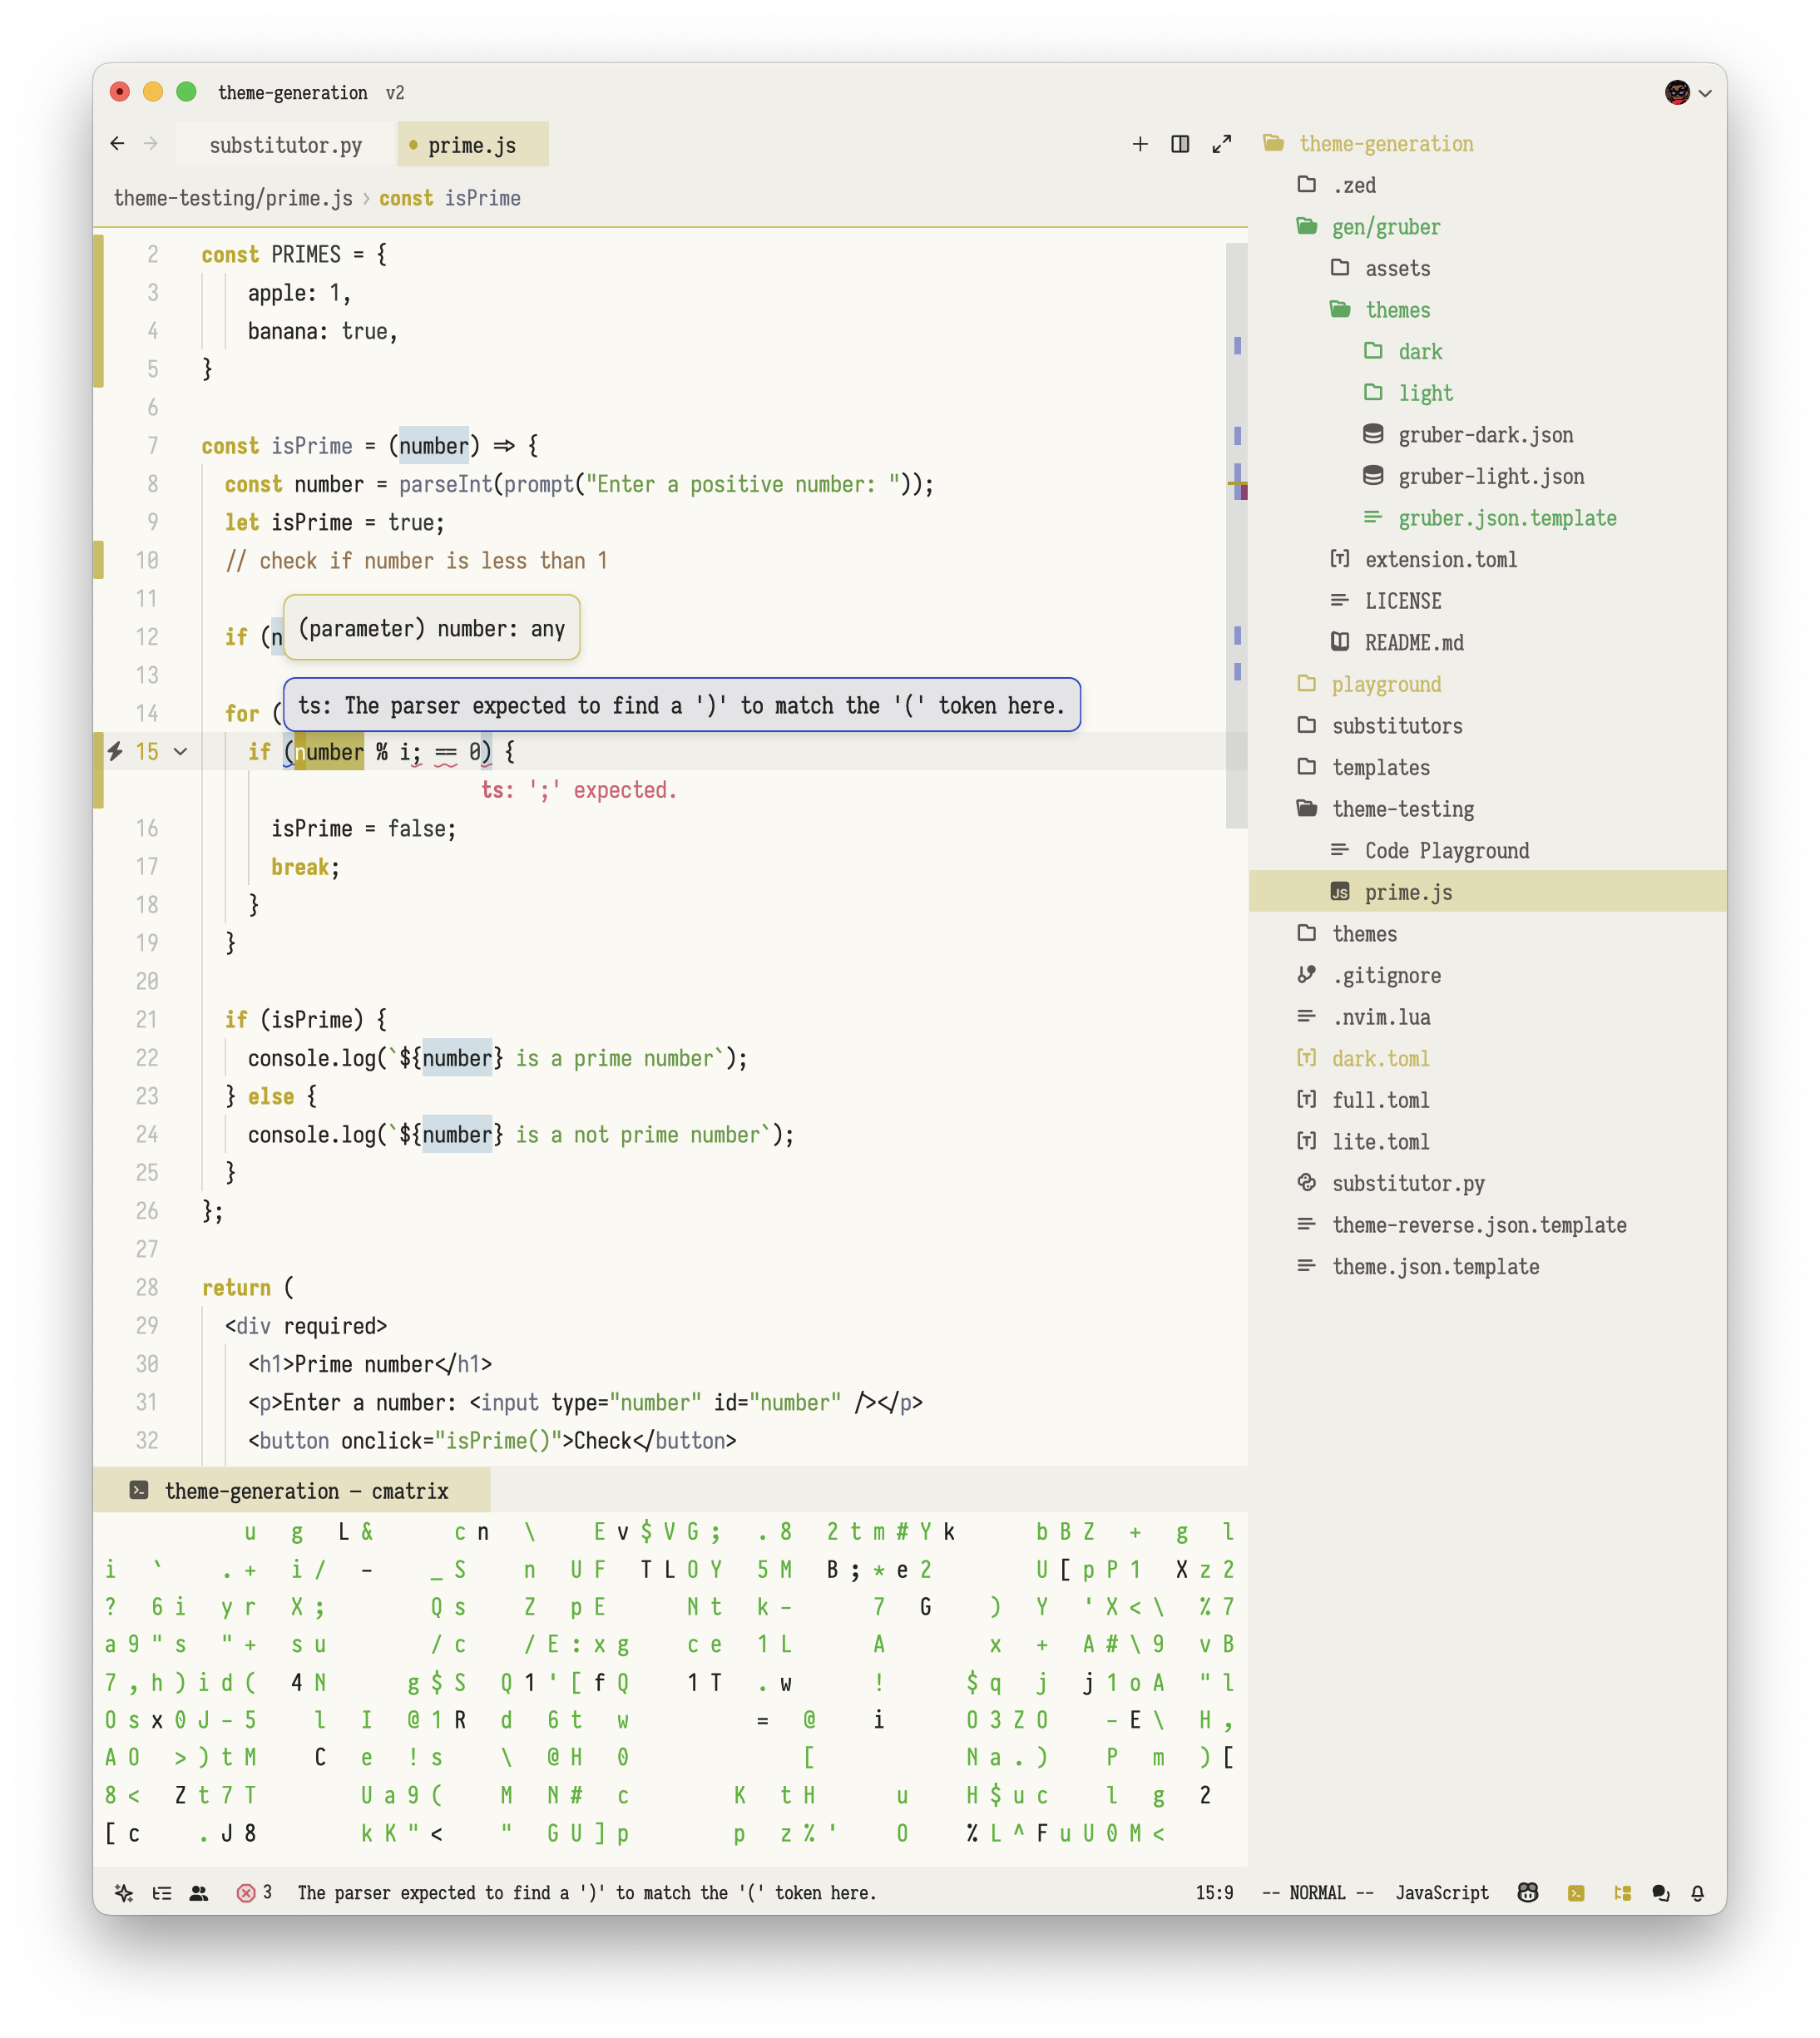 theme-generation v2
substitutor.py
prime.js
theme-testing/prime.js › const isPrime
2 const PRIMES = {
3 apple: 1,
4 banana: true,
5 }
6
7 const isPrime = (number) => {
8 const number = parseInt(prompt("Enter a positive number: "));
9 let isPrime = true;
10 // check if number is less than 1
11
(parameter) number: any
12 if (n
13
ts: The parser expected to find a ')' to match the '(' token here.
14 for (
15 if (number % i; == 0) {
ts: ';' expected.
16 isPrime = false;
17 break;
18 }
19 }
20
21 if (isPrime) {
22 console.log(`${number} is a prime number`);
23 } else {
24 console.log(`${number} is a not prime number`);
25 }
26 };
27
28 return (
29 <div required>
30 <h1>Prime number</h1>
31 <p>Enter a number: <input type="number" id="number" /></p>
32 <button onclick="isPrime()">Check</button>
theme-generation
.zed
gen/gruber
assets
themes
dark
light
gruber-dark.json
gruber-light.json
gruber.json.template
extension.toml
LICENSE
README.md
playground
substitutors
templates
theme-testing
Code Playground
JS prime.js
themes
.gitignore
.nvim.lua
dark.toml
full.toml
lite.toml
substitutor.py
theme-reverse.json.template
theme.json.template
theme-generation — cmatrix
u g L & c n \ E v $ V G ; . 8 2 t m # Y k b B Z + g l
i ` . + i / - _ S n U F T L O Y 5 M B ; * e 2 U [ p P 1 X z 2
? 6 i y r X ; Q s Z p E N t k - 7 G ) Y ' X < \ % 7
a 9 " s " + s u / c / E : x g c e 1 L A x + A # \ 9 v B
7 , h ) i d ( 4 N g $ S Q 1 ' [ f Q 1 T . w ! $ q j j 1 o A " l
O s x 0 J - 5 l I @ 1 R d 6 t w = @ i O 3 Z O - E \ H ,
A O > ) t M C e ! s \ @ H 0 [ N a . ) P m ) [
8 < Z t 7 T U a 9 ( M N # c K t H u H $ u c l g 2
[ c . J 8 k K " < " G U ] p p z % ' O % L ^ F u U 0 M <
3 The parser expected to find a ')' to match the '(' token here. 15:9 -- NORMAL -- JavaScript